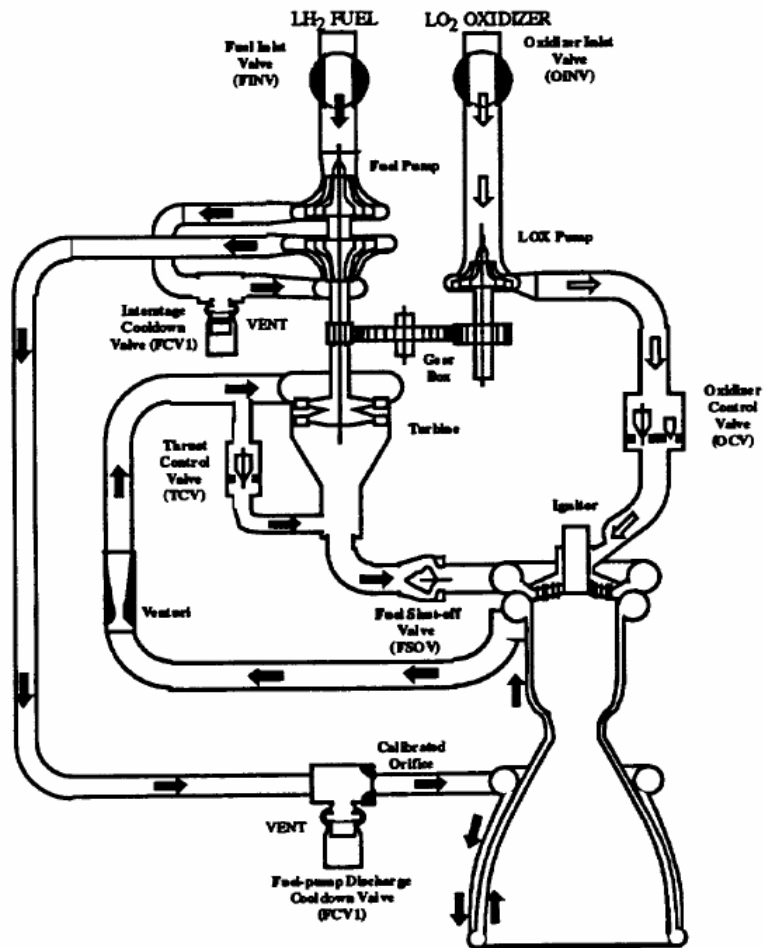 LH2 FUEL
LO2 OXIDIZER
Fuel Inlet
Valve
(FINV)
Oxidizer Inlet
Valve
(OINV)
Fuel Pump
LOX Pump
Interstage
Cooldown
Valve (FCV1)
VENT
Gear
Box
Oxidizer
Control
Valve
(OCV)
Turbine
Thrust
Control
Valve
(TCV)
Igniter
Venturi
Fuel Shut-off
Valve
(FSOV)
Calibrated
Orifice
VENT
Fuel-pump Discharge
Cooldown Valve
(FCV1)